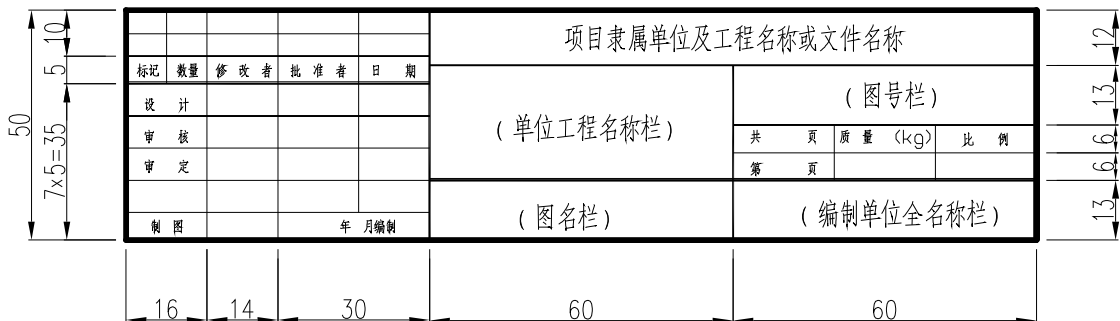 项目隶属单位及工程名称或文件名称
标记 数量 修 改 者 批 准 者 日 期
设 计
审 核
审 定
制 图 年 月编制
(单位工程名称栏)
(图号栏)
共 页 质 量 (kg) 比 例
第 页
(图名栏)
(编制单位全名称栏)
50
10
5
7x5=35
12
13
6
6
13
16 14 30 60 60